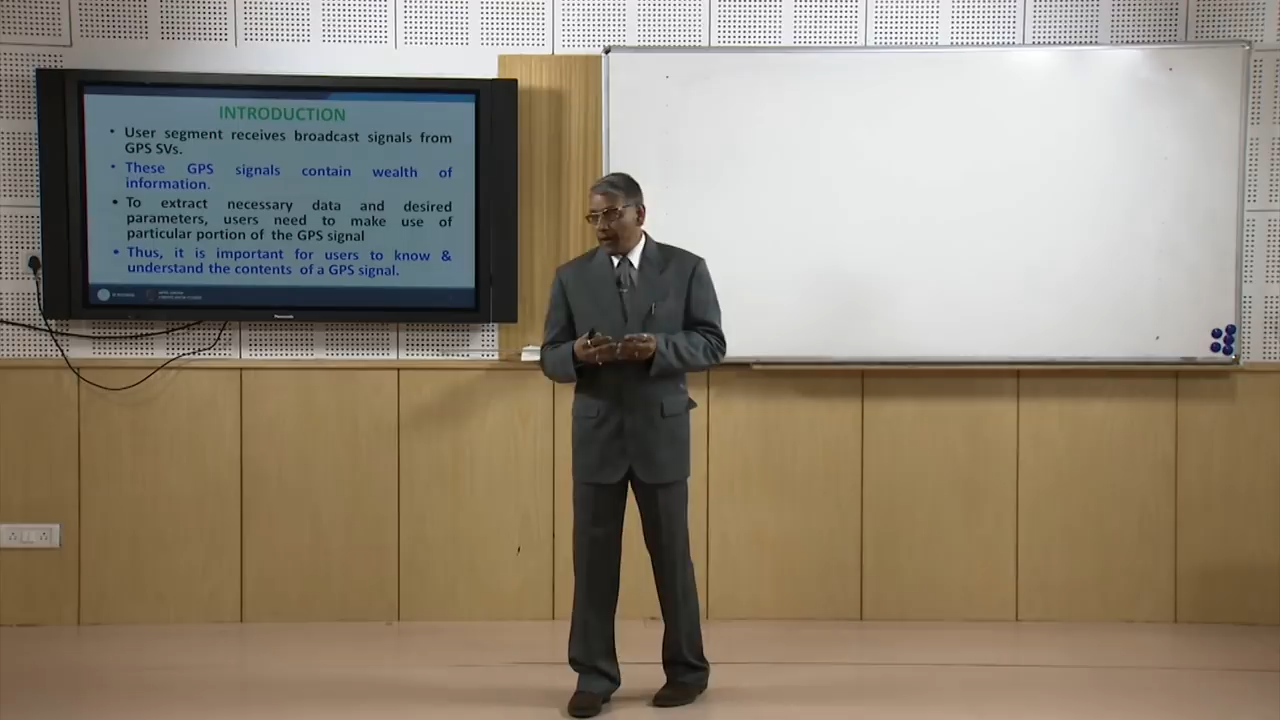 INTRODUCTION
• User segment receives broadcast signals from
GPS SVs.
• These GPS signals contain wealth of
information.
• To extract necessary data and desired
parameters, users need to make use of
particular portion of the GPS signal
• Thus, it is important for users to know &
understand the contents of a GPS signal.
Panasonic